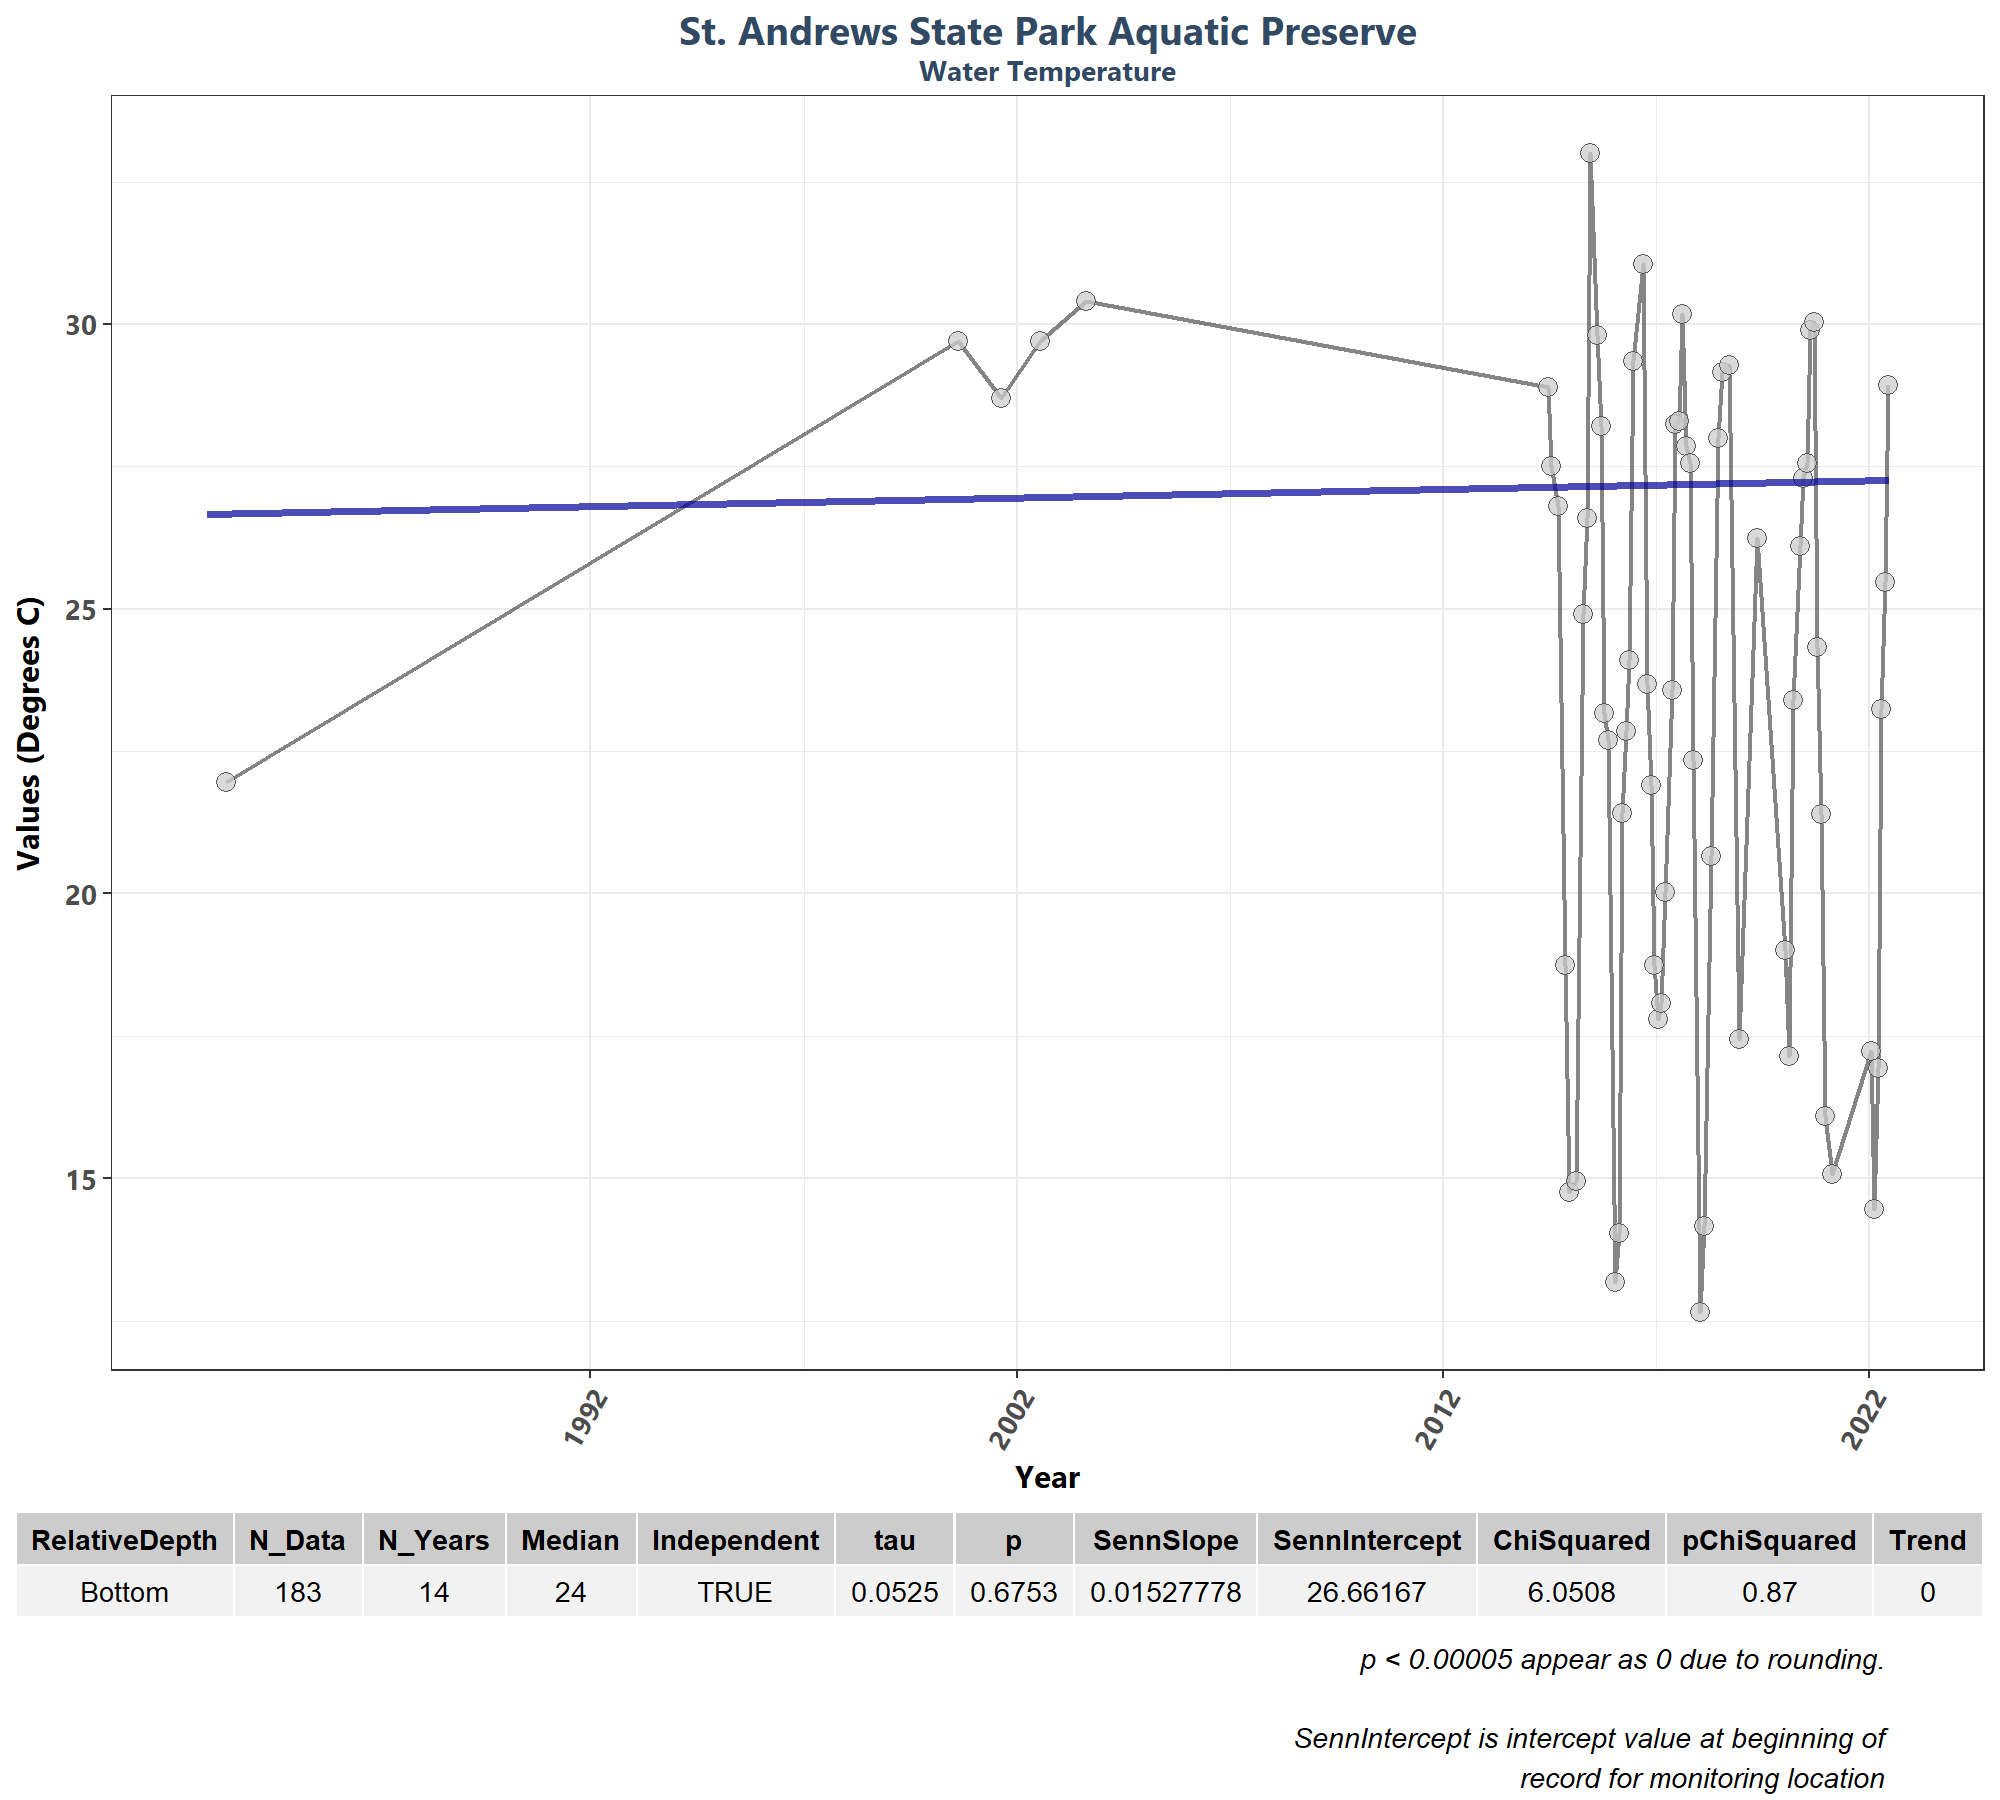 St. Andrews State Park Aquatic Preserve
Water Temperature
Values (Degrees C)
30
25
20
15
1992
2002
2012
2022
Year
RelativeDepth N_Data N_Years Median Independent tau p SennSlope SennIntercept ChiSquared pChiSquared Trend
Bottom 183 14 24 TRUE 0.0525 0.6753 0.01527778 26.66167 6.0508 0.87 0
p < 0.00005 appear as 0 due to rounding.
SennIntercept is intercept value at beginning of
record for monitoring location